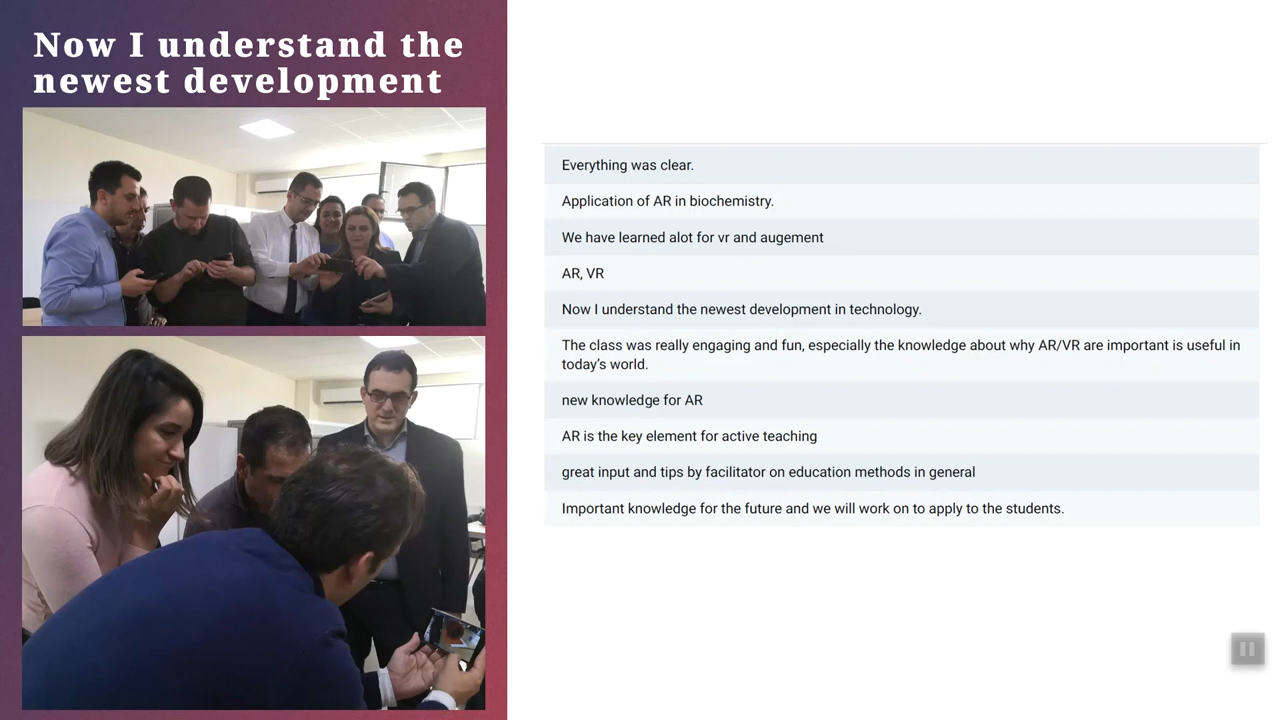 Now I understand the
newest development
Everything was clear.
Application of AR in biochemistry.
We have learned alot for vr and augement
AR, VR
Now I understand the newest development in technology.
The class was really engaging and fun, especially the knowledge about why AR/VR are important is useful in
today's world.
new knowledge for AR
AR is the key element for active teaching
great input and tips by facilitator on education methods in general
Important knowledge for the future and we will work on to apply to the students.